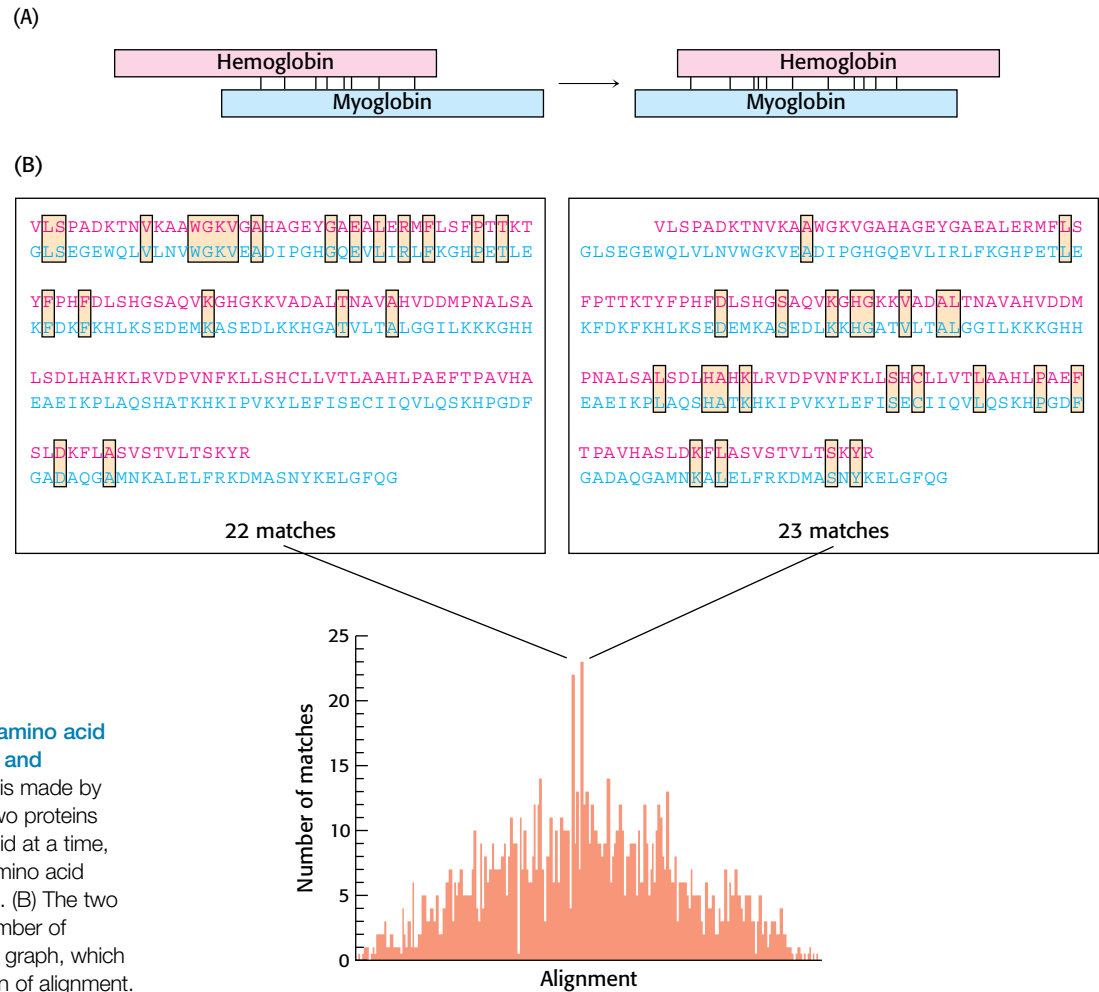 (A)
Hemoglobin
Myoglobin
Hemoglobin
Myoglobin
(B)
VLSPADKTNVKAAWGKVGAHAGEYGAEALERMFLSFPTTKT
GLSEGEWQLVLNVWGKVEADIPGHGQEVLIRLFKGHPETLE
YFPHFDLSHGSAQVKGHGKKVADALTNAVAHVDDMPNALSA
KFDKFKHLKSEDEMKASEDLKKHGATVLTALGGILKKKGHH
LSDLHAHKLRVDPVNFKLLSHCLLVTLAAHLPAEFTPAVHA
EAEIKPLAQSHATKHKIPVKYLEFISECIIQVLQSKHPGDF
SLDKFLASVSTVLTSKYR
GADAQGAMNKALELFRKDMASNYKELGFQG
22 matches
VLSPADKTNVKAAWGKVGAHAGEYGAEALERMFLS
GLSEGEWQLVLNVWGKVEADIPGHGQEVLIRLFKGHPETLE
FPTTKTYFPHFDLSHGSAQVKGHGKKVADALTNAVAHVDDM
KFDKFKHLKSEDEMKASEDLKKHGATVLTALGGILKKKGHH
PNALSALSDLHAHKLRVDPVNFKLLSHCLLVTLAAHLPAEF
EAEIKPLAQSHATKHKIPVKYLEFISECIIQVLQSKHPGDF
TPAVHASLDKFLASVSTVLTSKYR
GADAQGAMNKALELFRKDMASNYKELGFQG
23 matches
25
20
15
10
5
0
Number of matches
Alignment
amino acid
and
is made by
wo proteins
id at a time,
mino acid
. (B) The two
mber of
graph, which
n of alignment.